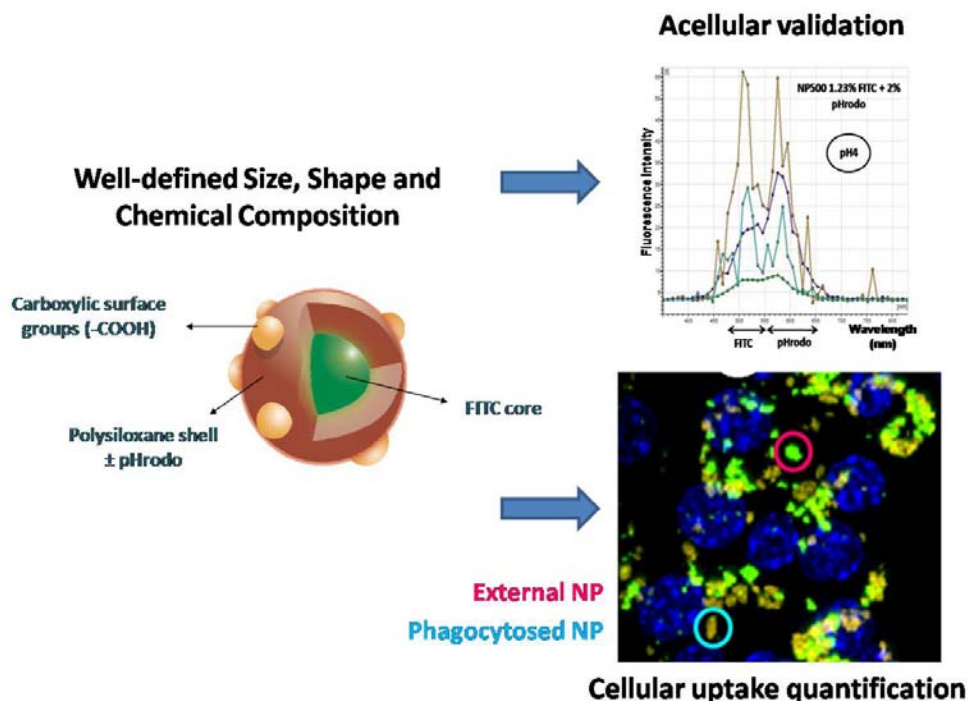 Acellular validation
NP500 1.23% FITC + 2%
pHrodo
pH4
Fluorescence Intensity
Wavelength
(nm)
FITC
pHrodo
Well-defined Size, Shape and
Chemical Composition
Carboxylic surface
groups (-COOH)
Polysiloxane shell
± pHrodo
FITC core
External NP
Phagocytosed NP
Cellular uptake quantification